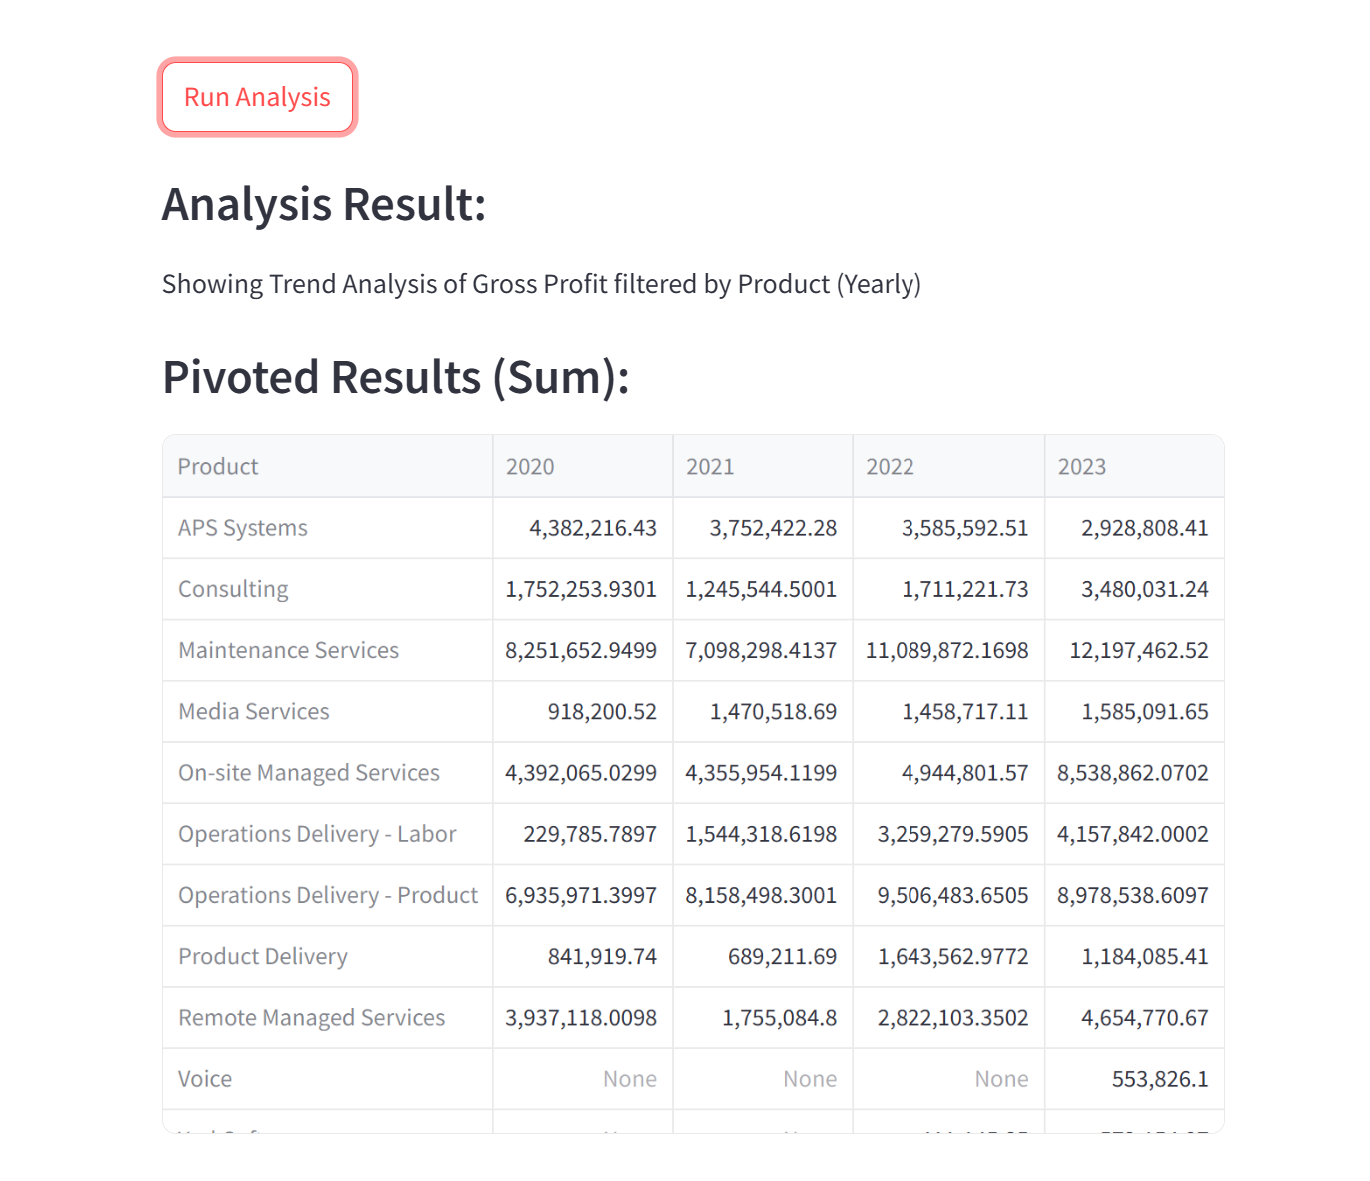 Run Analysis
Analysis Result:
Showing Trend Analysis of Gross Profit filtered by Product (Yearly)
Pivoted Results (Sum):
Product 2020 2021 2022 2023
APS Systems 4,382,216.43 3,752,422.28 3,585,592.51 2,928,808.41
Consulting 1,752,253.9301 1,245,544.5001 1,711,221.73 3,480,031.24
Maintenance Services 8,251,652.9499 7,098,298.4137 11,089,872.1698 12,197,462.52
Media Services 918,200.52 1,470,518.69 1,458,717.11 1,585,091.65
On-site Managed Services 4,392,065.0299 4,355,954.1199 4,944,801.57 8,538,862.0702
Operations Delivery - Labor 229,785.7897 1,544,318.6198 3,259,279.5905 4,157,842.0002
Operations Delivery - Product 6,935,971.3997 8,158,498.3001 9,506,483.6505 8,978,538.6097
Product Delivery 841,919.74 689,211.69 1,643,562.9772 1,184,085.41
Remote Managed Services 3,937,118.0098 1,755,084.8 2,822,103.3502 4,654,770.67
Voice None None None 553,826.1